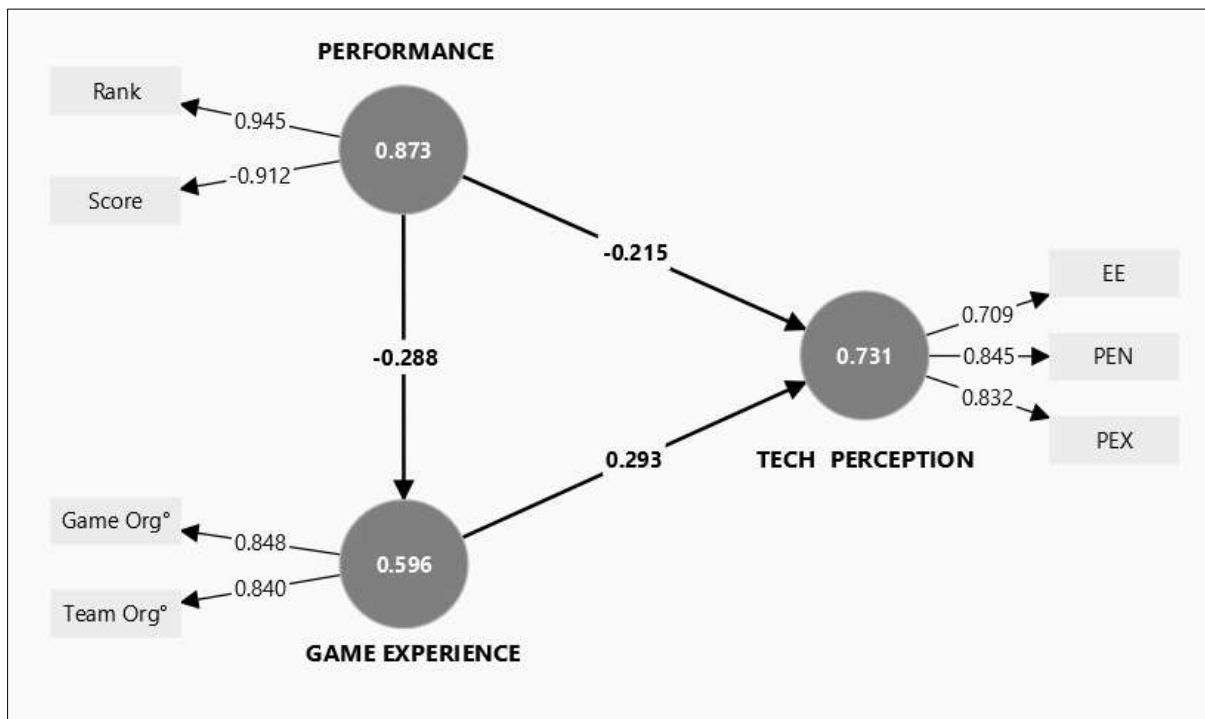 PERFORMANCE
Rank
0.945
0.873
-0.912
Score
-0.215
EE
0.709
-0.288
0.731
0.845
PEN
0.832
PEX
0.293
TECH PERCEPTION
Game Org°
0.848
0.596
0.840
Team Org°
GAME EXPERIENCE